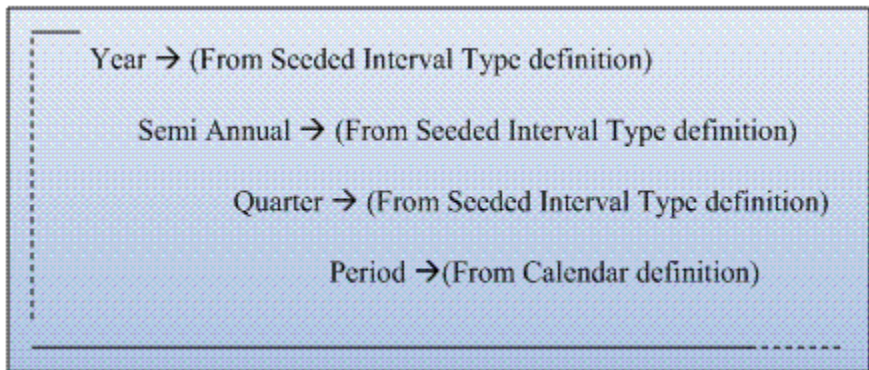 Year → (From Seeded Interval Type definition)
Semi Annual → (From Seeded Interval Type definition)
Quarter → (From Seeded Interval Type definition)
Period →(From Calendar definition)